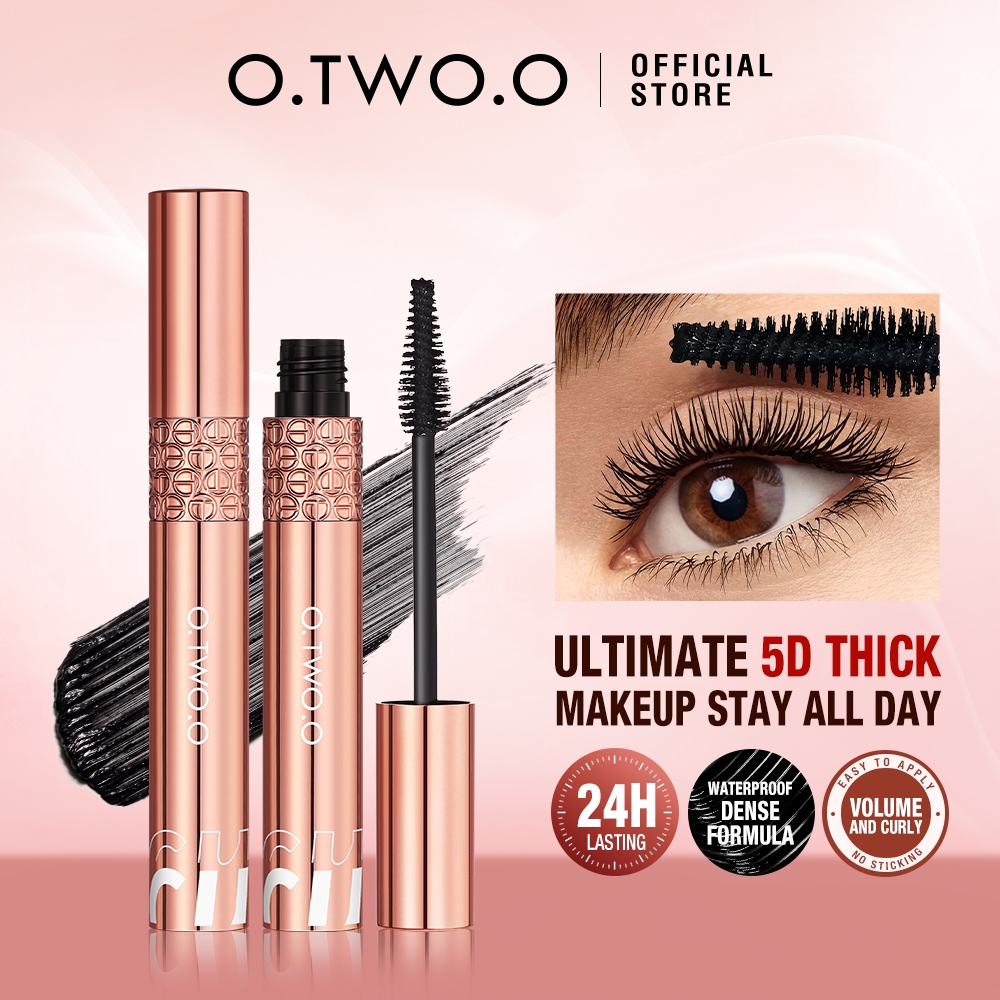 O.TWO.O
OFFICIAL
STORE
O.TWO.O
O.TWO.O
ULTIMATE 5D THICK
MAKEUP STAY ALL DAY
24H
LASTING
WATERPROOF
DENSE
FORMULA
EASY TO APPLY
VOLUME
AND CURLY
NO STICKING